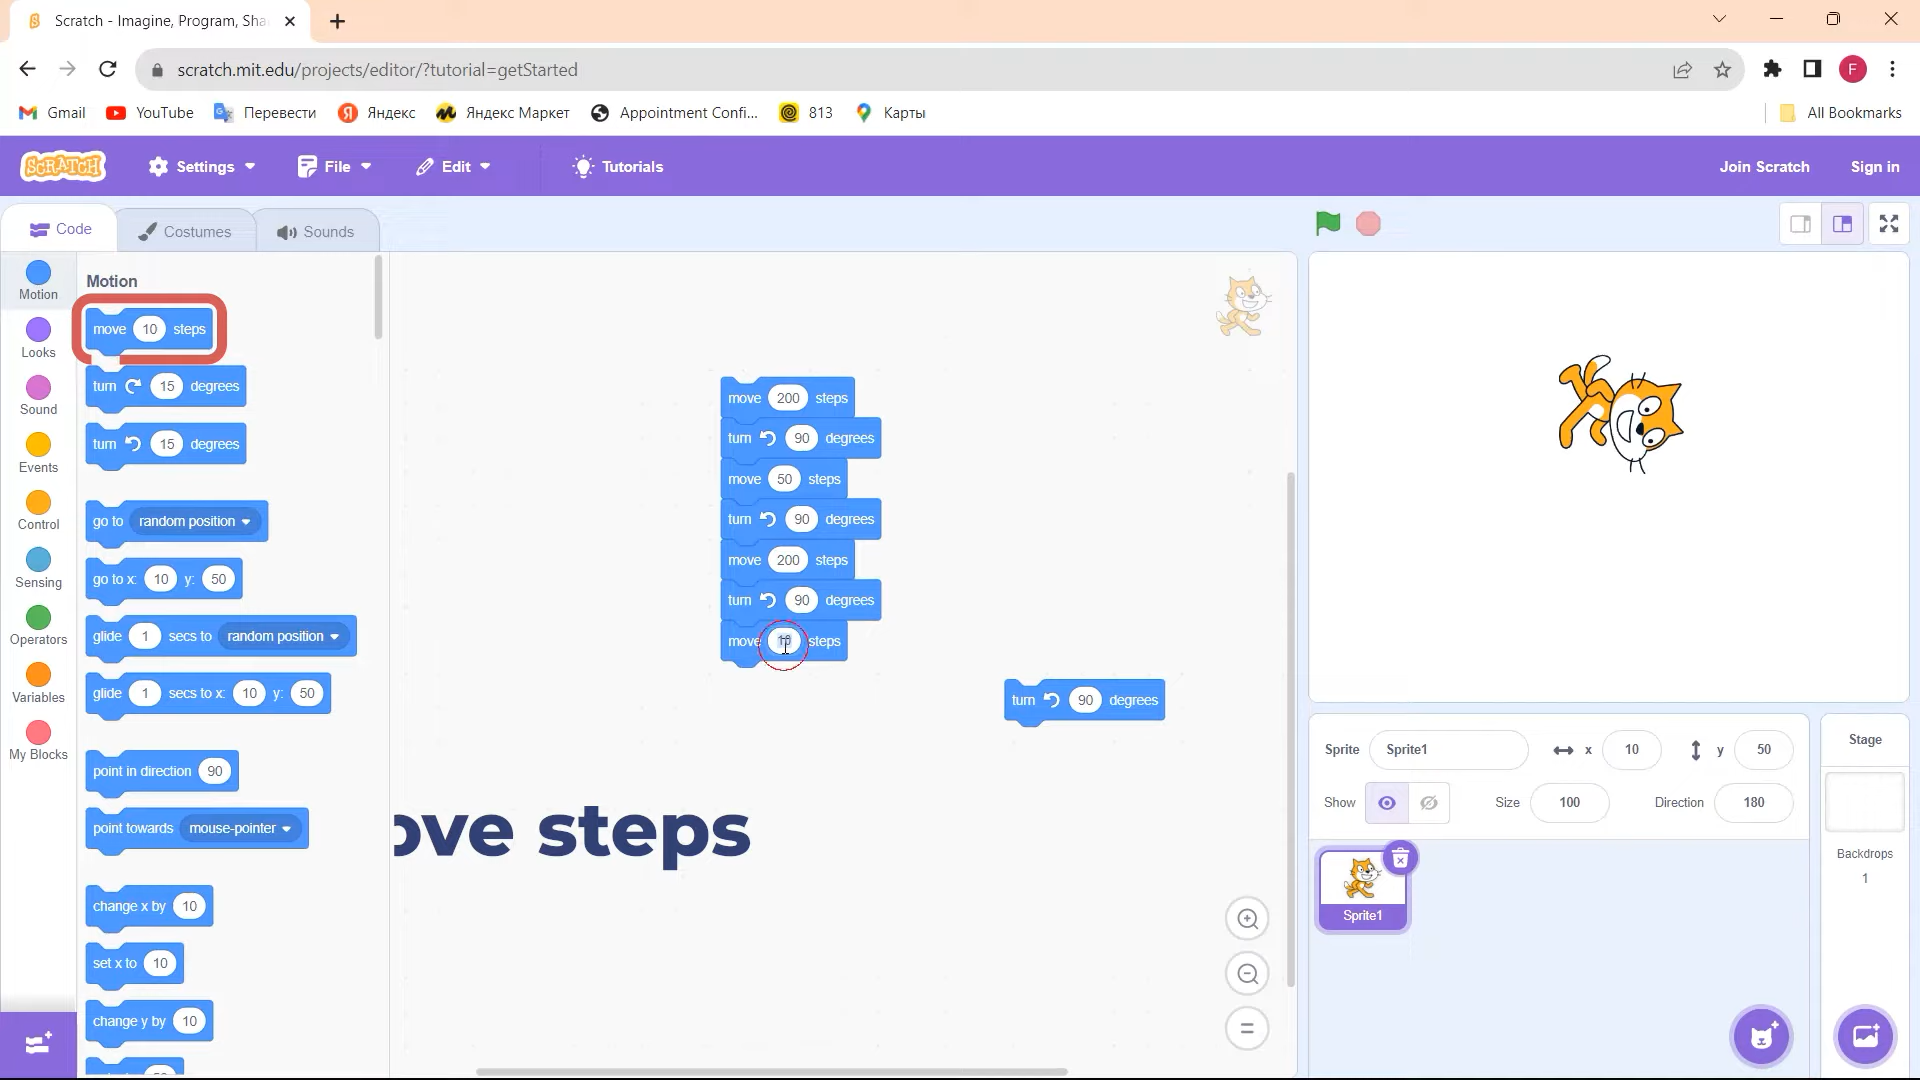 Scratch - Imagine, Program, Sha
scratch.mit.edu/projects/editor/?tutorial=getStarted
F
Gmail YouTube Перевести Яндекс Яндекс Маркет Appointment Confi... 813 Карты All Bookmarks
SCRATCH Settings File Edit Tutorials Join Scratch Sign in
Code Costumes Sounds
Motion
Looks
Sound
Events
Control
Sensing
Operators
Variables
My Blocks
Motion
move 10 steps
turn 15 degrees
turn 15 degrees
go to random position
go to x: 10 y: 50
glide 1 secs to random position
glide 1 secs to x: 10 y: 50
point in direction 90
point towards mouse-pointer
change x by 10
set x to 10
change y by 10
move 200 steps
turn 90 degrees
move 50 steps
turn 90 degrees
move 200 steps
turn 90 degrees
move 10 steps
turn 90 degrees
ove steps
Sprite Sprite1 x 10 y 50
Show Size 100 Direction 180
Sprite1
Stage
Backdrops
1